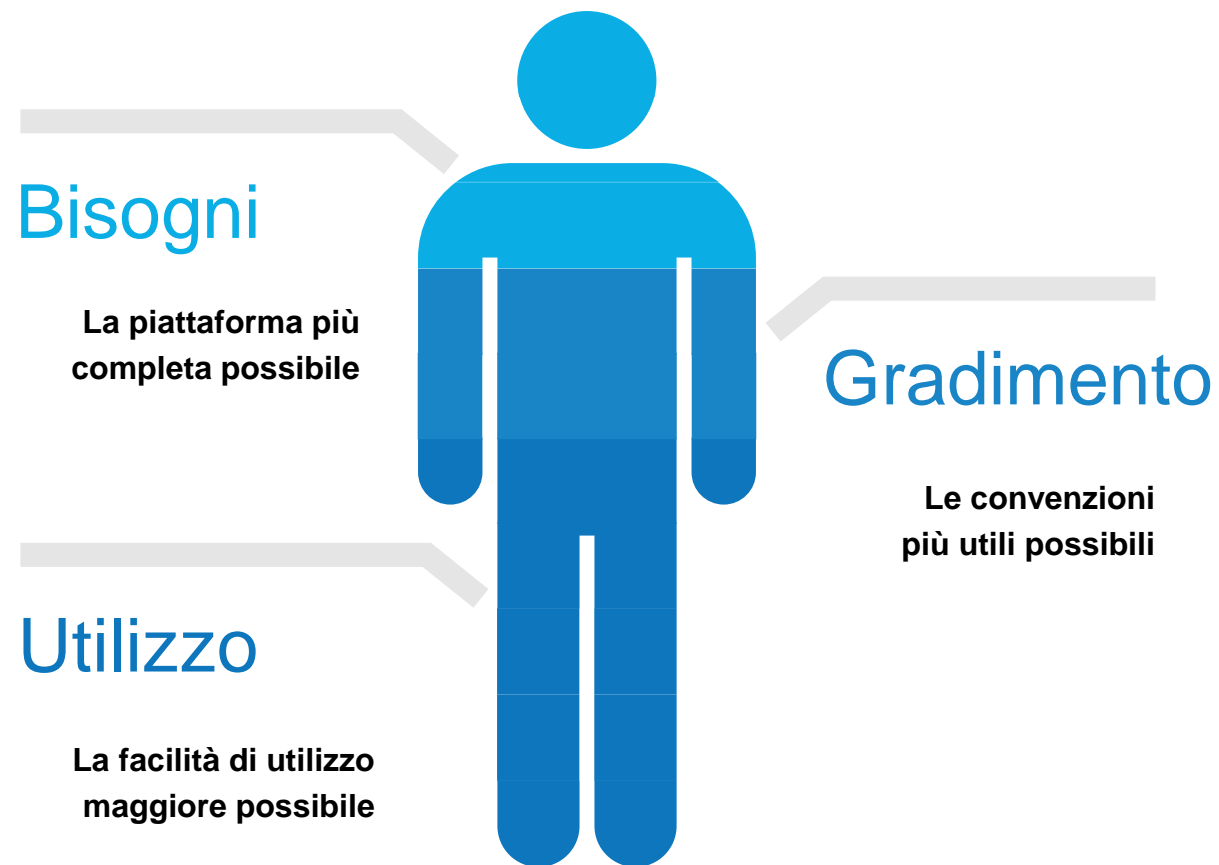 Bisogni
La piattaforma più
completa possibile
Gradimento
Le convenzioni
più utili possibili
Utilizzo
La facilità di utilizzo
maggiore possibile